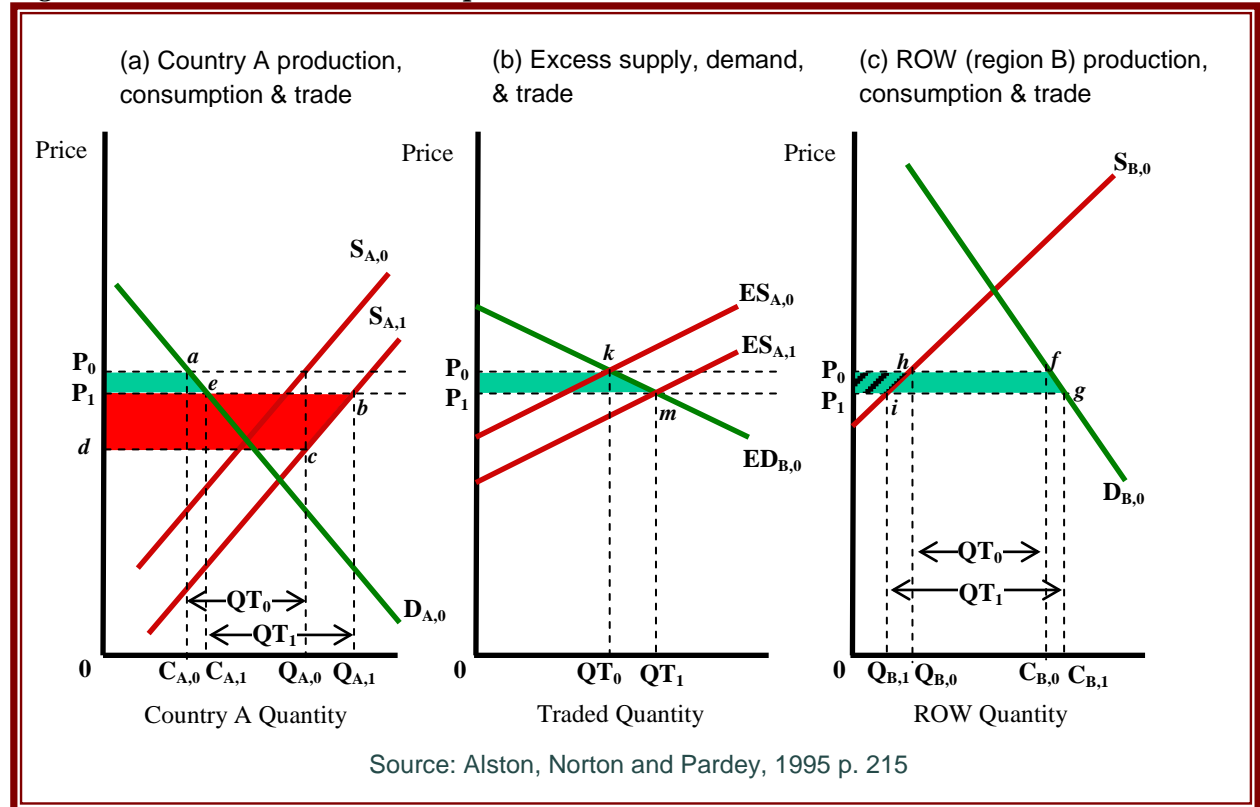 (a) Country A production,
consumption & trade
(b) Excess supply, demand,
& trade
(c) ROW (region B) production,
consumption & trade
Price
S_A,0
S_A,1
P_0
P_1
d
a
e
b
c
QT_0
QT_1
D_A,0
0
C_A,0 C_A,1 Q_A,0 Q_A,1
Country A Quantity
Price
ES_A,0
ES_A,1
P_0
P_1
k
m
ED_B,0
0
QT_0 QT_1
Traded Quantity
Price
S_B,0
P_0
P_1
h
f
i
g
D_B,0
QT_0
QT_1
0
Q_B,1 Q_B,0 C_B,0 C_B,1
ROW Quantity
Source: Alston, Norton and Pardey, 1995 p. 215